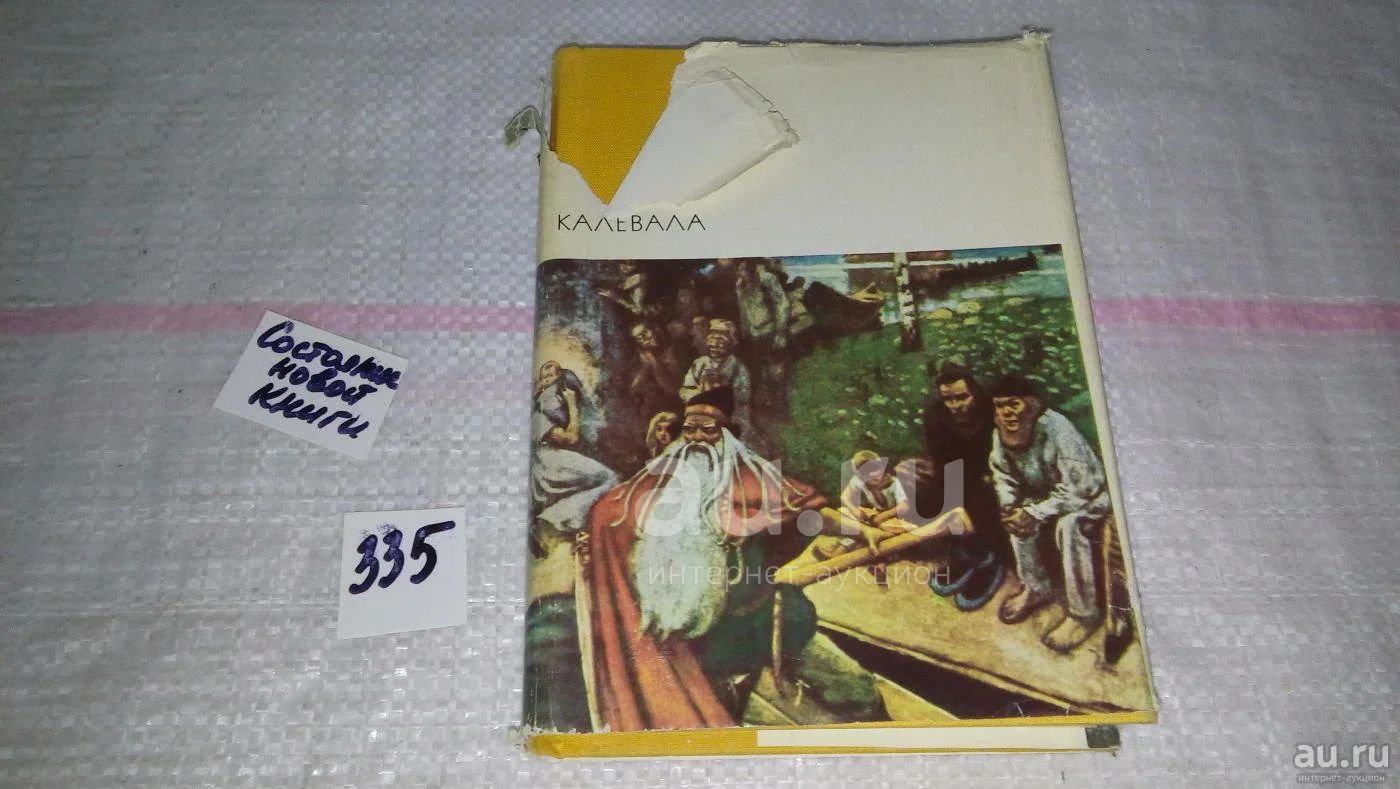 КАЛЕВАЛА
Состояние
новой
книги
335
au.ru
интернет-аукцион
au.ru
интернет-аукцион